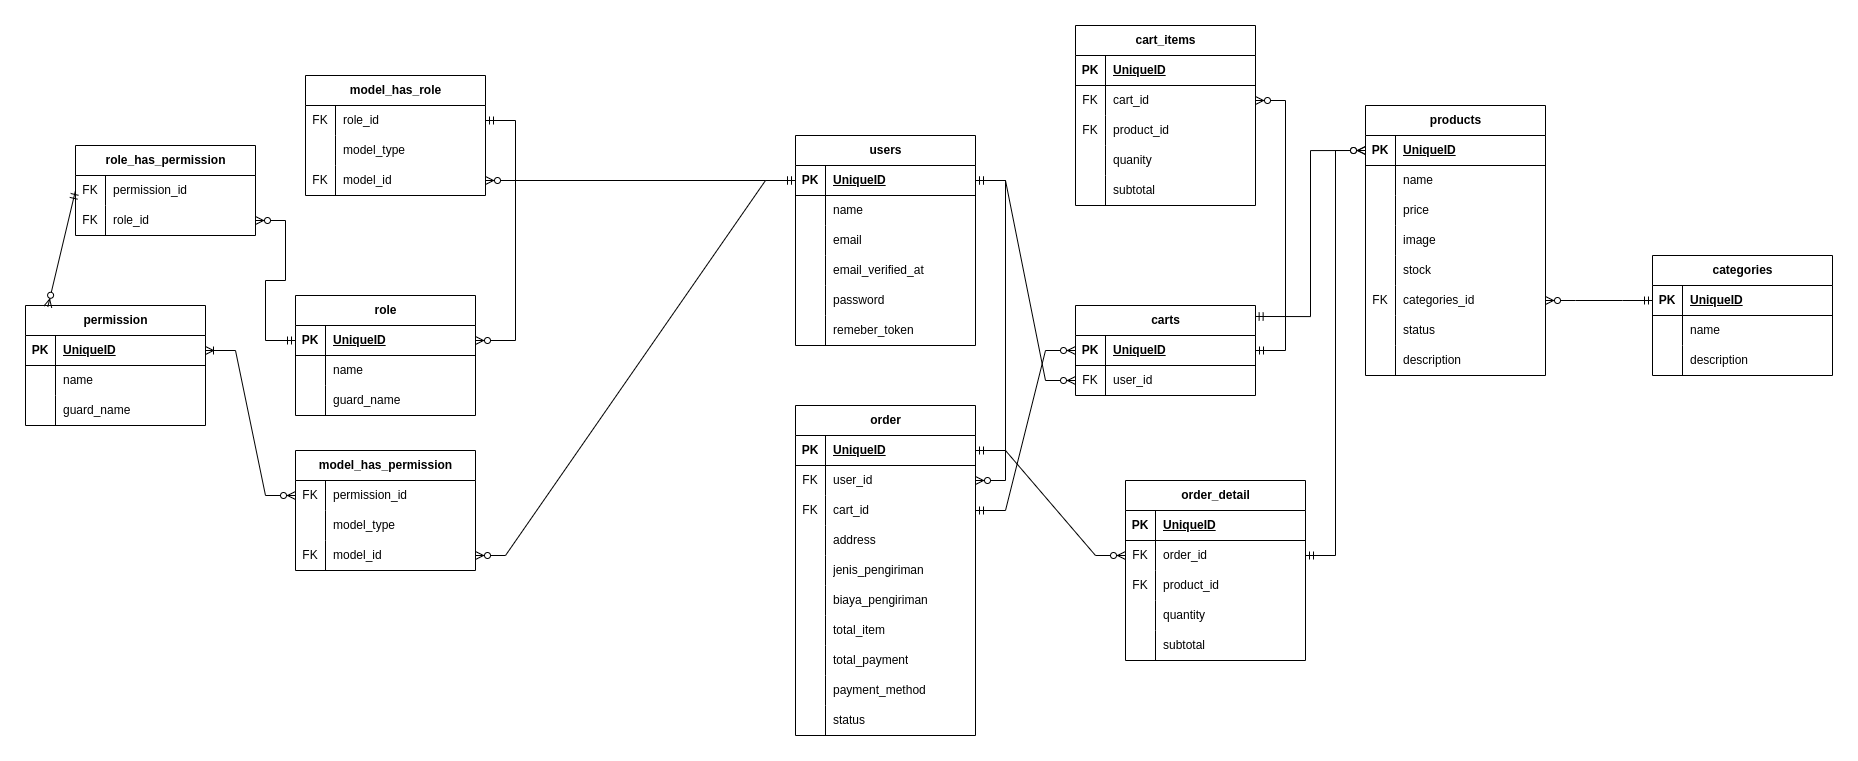 cart_items
PK UniqueID
FK cart_id
FK product_id
quanity
subtotal
model_has_role
FK role_id
model_type
FK model_id
products
PK UniqueID
name
price
image
stock
FK categories_id
status
description
users
PK UniqueID
name
email
email_verified_at
password
remeber_token
role_has_permission
FK permission_id
FK role_id
categories
PK UniqueID
name
description
role
PK UniqueID
name
guard_name
permission
PK UniqueID
name
guard_name
carts
PK UniqueID
FK user_id
order
PK UniqueID
FK user_id
FK cart_id
address
jenis_pengiriman
biaya_pengiriman
total_item
total_payment
payment_method
status
model_has_permission
FK permission_id
model_type
FK model_id
order_detail
PK UniqueID
FK order_id
FK product_id
quantity
subtotal